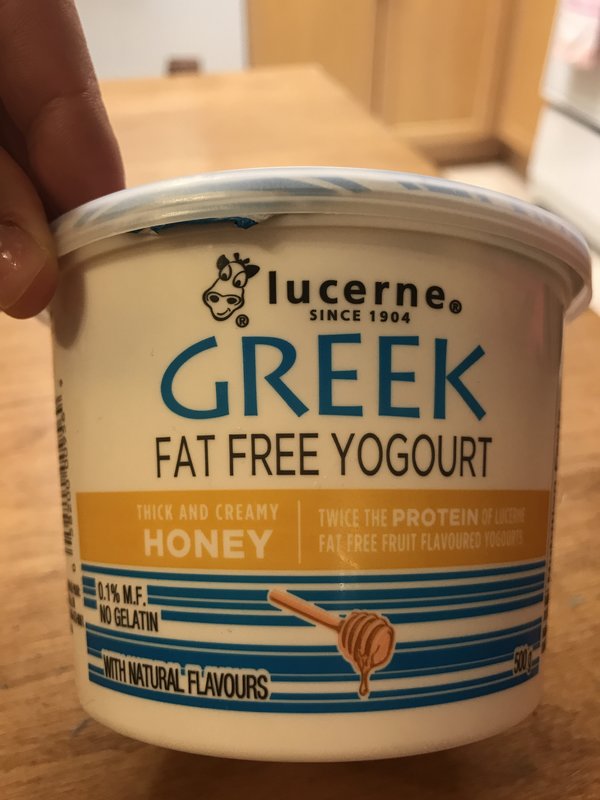 lucerne®
®
SINCE 1904
GREEK
FAT FREE YOGOURT
THICK AND CREAMY
HONEY
TWICE THE PROTEIN OF LUCERNE
FAT FREE FRUIT FLAVOURED YOGOURTS
0.1% M.F.
NO GELATIN
WITH NATURAL FLAVOURS
500 g